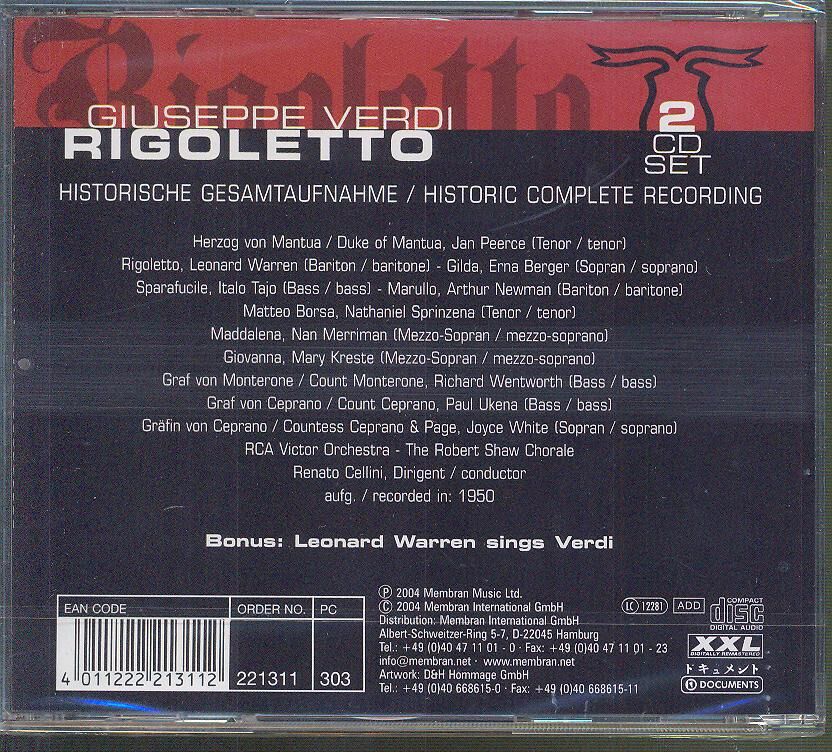 Rigoletto
GIUSEPPE VERDI
RIGOLETTO
2
CD
SET
HISTORISCHE GESAMTAUFNAHME / HISTORIC COMPLETE RECORDING
Herzog von Mantua / Duke of Mantua, Jan Peerce (Tenor / tenor)
Rigoletto, Leonard Warren (Bariton / baritone) - Gilda, Erna Berger (Sopran / soprano)
Sparafucile, Italo Tajo (Bass / bass) - Marullo, Arthur Newman (Bariton / baritone)
Matteo Borsa, Nathaniel Sprinzena (Tenor / tenor)
Maddalena, Nan Merriman (Mezzo-Sopran / mezzo-soprano)
Giovanna, Mary Kreste (Mezzo-Sopran / mezzo-soprano)
Graf von Monterone / Count Monterone, Richard Wentworth (Bass / bass)
Graf von Ceprano / Count Ceprano, Paul Ukena (Bass / bass)
Gräfin von Ceprano / Countess Ceprano & Page, Joyce White (Sopran / soprano)
RCA Victor Orchestra - The Robert Shaw Chorale
Renato Cellini, Dirigent / conductor
aufg. / recorded in: 1950
Bonus: Leonard Warren sings Verdi
EAN CODE
4 011222 213112
ORDER NO.
221311
PC
303
Ⓟ 2004 Membran Music Ltd.
© 2004 Membran International GmbH
Distribution: Membran International GmbH
Albert-Schweitzer-Ring 5-7, D-22045 Hamburg
Tel.: +49 (0)40 47 11 01 - 0 · Fax: +49 (0)40 47 11 01 - 23
info@membran.net · www.membran.net
Artwork: D&H Hommage GmbH
Tel.: +49 (0)40 668615-0 · Fax: +49 (0)40 668615-11
LC 12281
ADD
COMPACT
disc
DIGITAL AUDIO
XXL
DIGITALLY REMASTERED
ドキュメント
DOCUMENTS